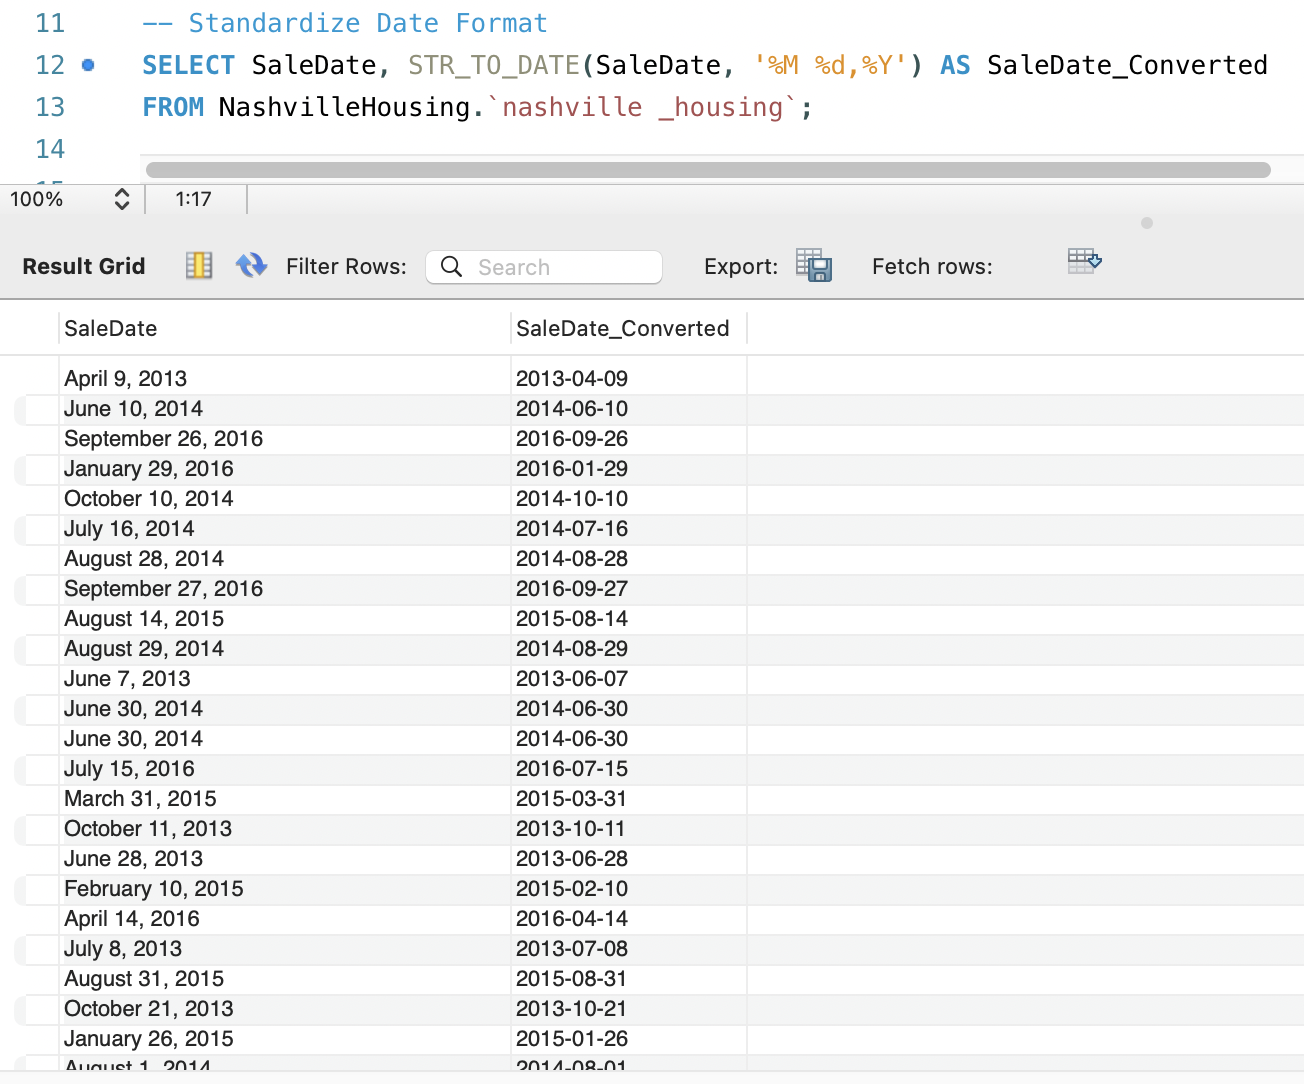 11 -- Standardize Date Format
12 SELECT SaleDate, STR_TO_DATE(SaleDate, '%M %d,%Y') AS SaleDate_Converted
13 FROM NashvilleHousing.`nashville _housing`;
14
100% 1:17
Result Grid Filter Rows: Search Export: Fetch rows:
SaleDate SaleDate_Converted
April 9, 2013 2013-04-09
June 10, 2014 2014-06-10
September 26, 2016 2016-09-26
January 29, 2016 2016-01-29
October 10, 2014 2014-10-10
July 16, 2014 2014-07-16
August 28, 2014 2014-08-28
September 27, 2016 2016-09-27
August 14, 2015 2015-08-14
August 29, 2014 2014-08-29
June 7, 2013 2013-06-07
June 30, 2014 2014-06-30
June 30, 2014 2014-06-30
July 15, 2016 2016-07-15
March 31, 2015 2015-03-31
October 11, 2013 2013-10-11
June 28, 2013 2013-06-28
February 10, 2015 2015-02-10
April 14, 2016 2016-04-14
July 8, 2013 2013-07-08
August 31, 2015 2015-08-31
October 21, 2013 2013-10-21
January 26, 2015 2015-01-26
August 1, 2014 2014-08-01